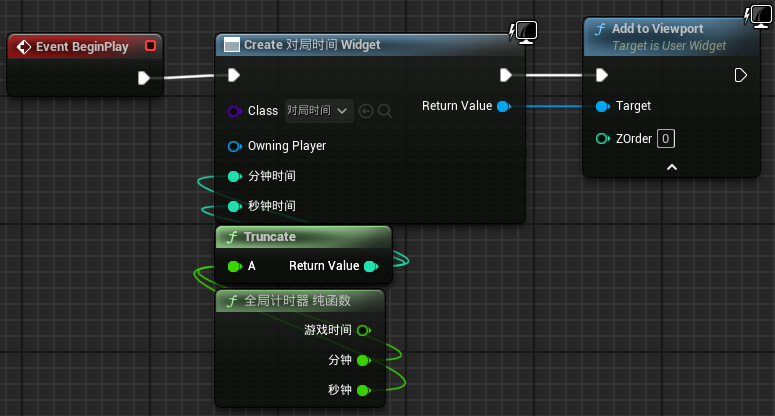 Event BeginPlay
Create 对局时间 Widget
Class 对局时间
Return Value
Owning Player
分钟时间
秒钟时间
f Add to Viewport
Target is User Widget
Target
ZOrder 0
f Truncate
A Return Value
f 全局计时器 纯函数
游戏时间
分钟
秒钟